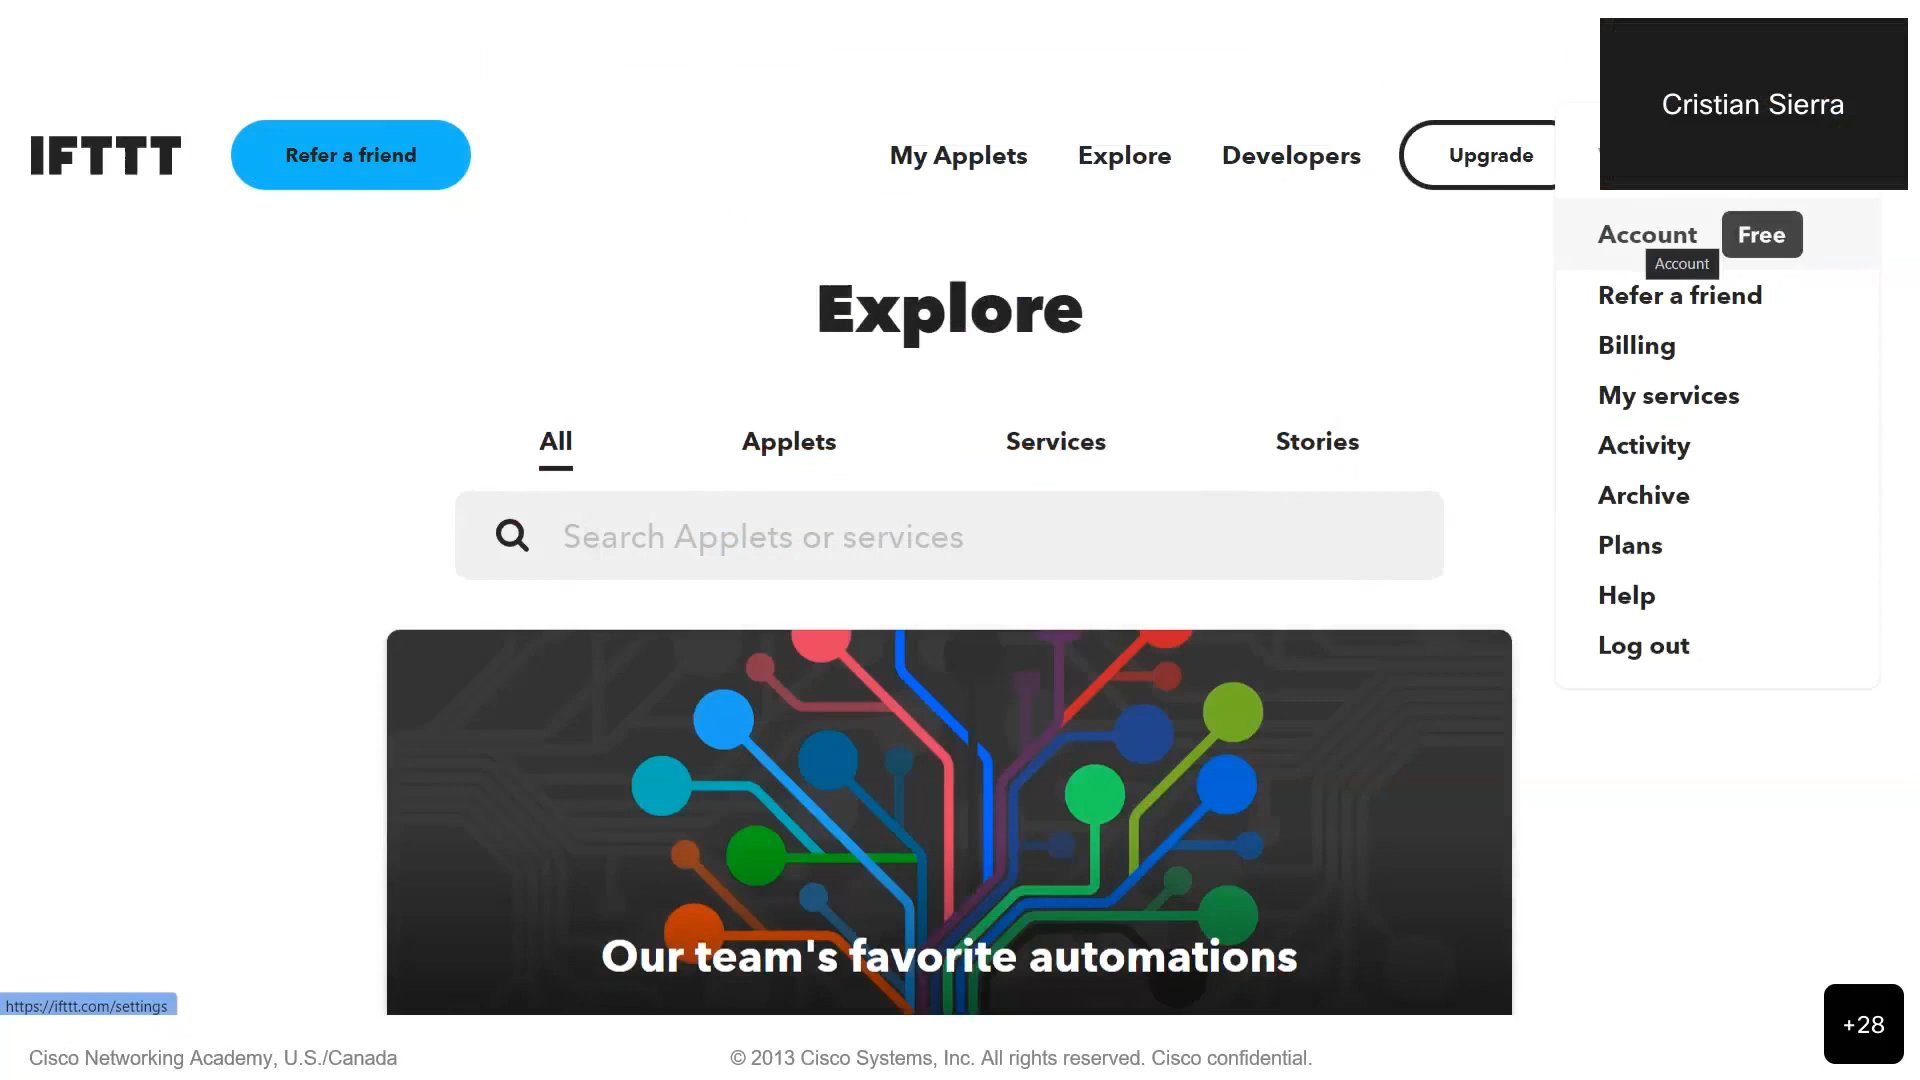 Cristian Sierra
IFTTT
Refer a friend
My Applets
Explore
Developers
Upgrade
Account Free
Account
Refer a friend
Billing
My services
Activity
Archive
Plans
Help
Log out
Explore
All
Applets
Services
Stories
Search Applets or services
Our team's favorite automations
https://ifttt.com/settings
+28
Cisco Networking Academy, U.S./Canada
© 2013 Cisco Systems, Inc. All rights reserved. Cisco confidential.